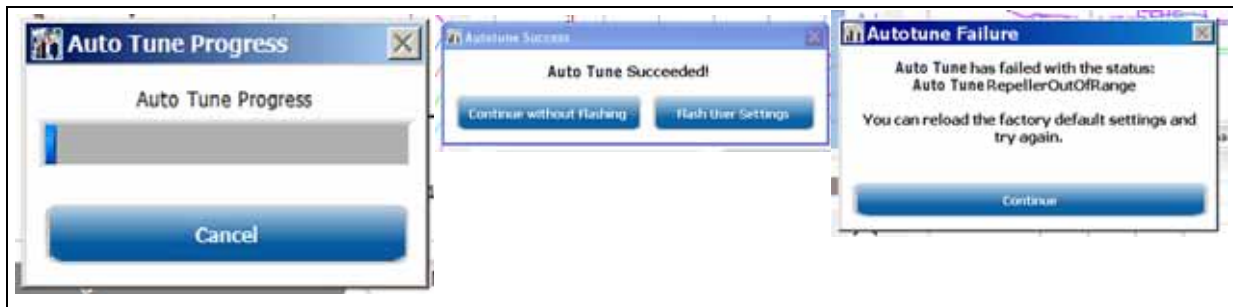 Auto Tune Progress
Auto Tune Progress
Cancel
Autotune Success
Auto Tune Succeeded!
Continue without Flashing
Flash User Settings
Autotune Failure
Auto Tune has failed with the status:
Auto Tune RepellerOutOfRange
You can reload the factory default settings and
try again.
Continue